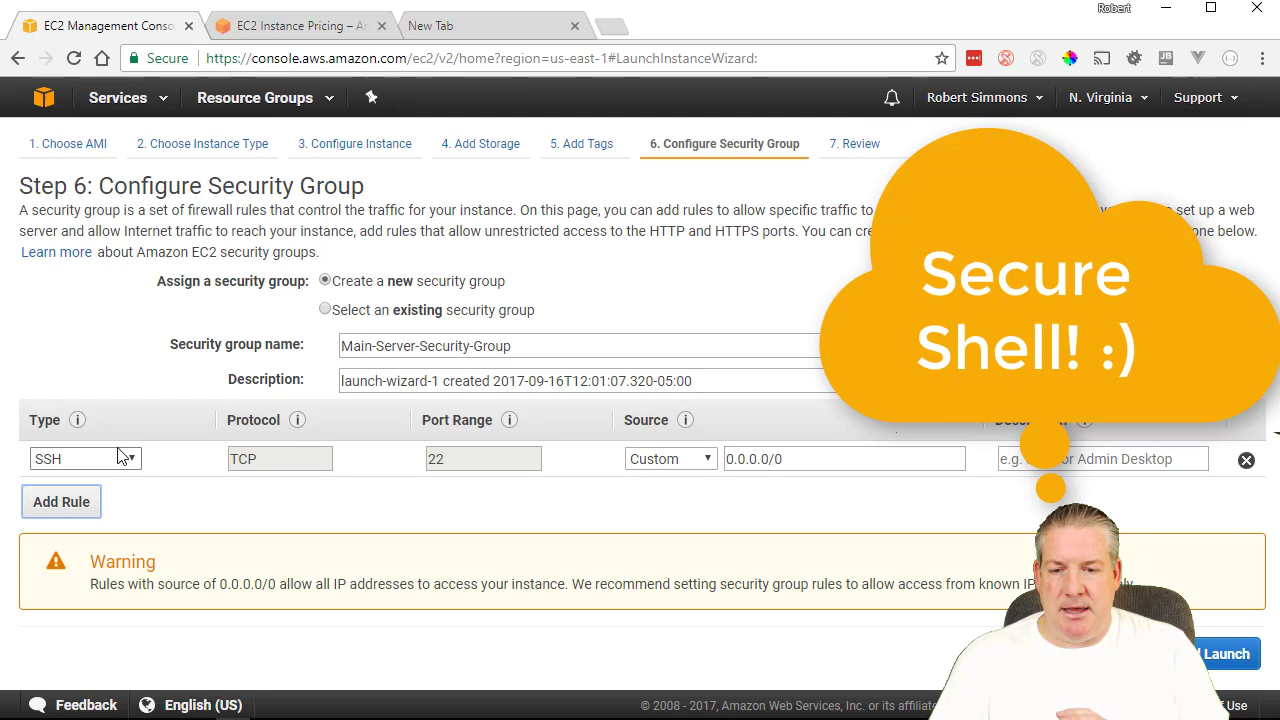 Robert
EC2 Management Conso
EC2 Instance Pricing – A
New Tab
Secure
https://console.aws.amazon.com/ec2/v2/home?region=us-east-1#LaunchInstanceWizard:
Services
Resource Groups
Robert Simmons
N. Virginia
Support
1. Choose AMI
2. Choose Instance Type
3. Configure Instance
4. Add Storage
5. Add Tags
6. Configure Security Group
7. Review
Step 6: Configure Security Group
A security group is a set of firewall rules that control the traffic for your instance. On this page, you can add rules to allow specific traffic to
set up a web
server and allow Internet traffic to reach your instance, add rules that allow unrestricted access to the HTTP and HTTPS ports. You can
one below.
Learn more about Amazon EC2 security groups.
Assign a security group:
Create a new security group
Select an existing security group
Security group name:
Main-Server-Security-Group
Description:
launch-wizard-1 created 2017-09-16T12:01:07.320-05:00
Secure
Shell! :)
Type
Protocol
Port Range
Source
SSH
TCP
22
Custom
0.0.0.0/0
e.g.
or Admin Desktop
Add Rule
Warning
Rules with source of 0.0.0.0/0 allow all IP addresses to access your instance. We recommend setting security group rules to allow access from known IP
Launch
Feedback
English (US)
© 2008 - 2017, Amazon Web Services, Inc. or its affiliate
Use